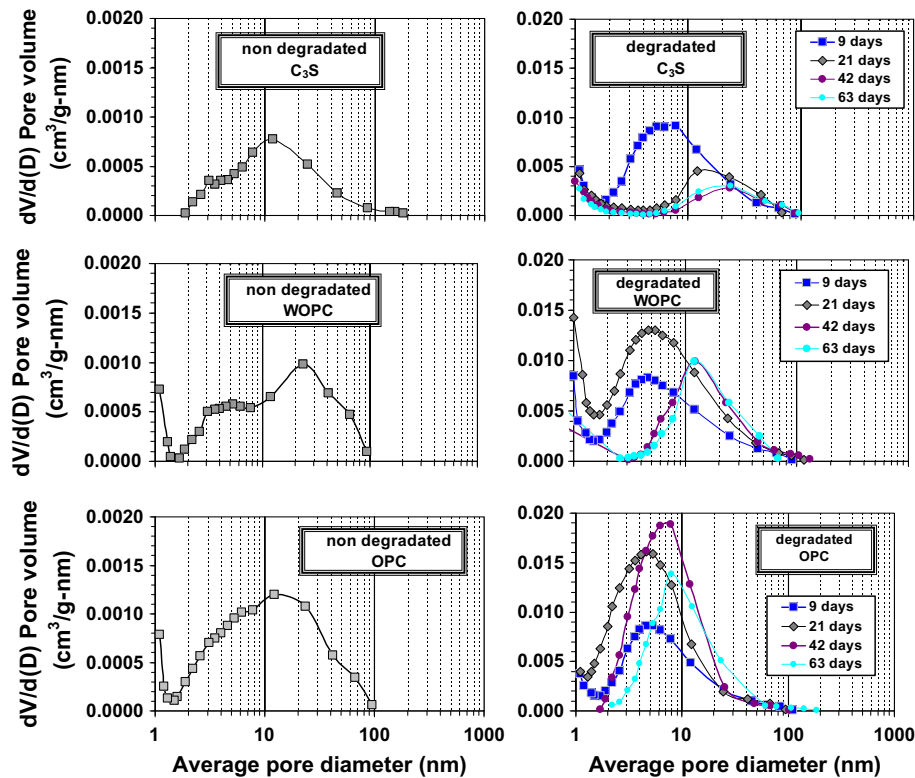 dV/d(D) Pore volume
(cm³/g-nm)
0.0020
0.0015
0.0010
0.0005
0.0000
non degradated
C₃S
0.020
0.015
0.010
0.005
0.000
degradated
C₃S
9 days
21 days
42 days
63 days
dV/d(D) Pore volume
(cm³/g-nm)
0.0020
0.0015
0.0010
0.0005
0.0000
non degradated
WOPC
0.020
0.015
0.010
0.005
0.000
degradated
WOPC
9 days
21 days
42 days
63 days
dV/d(D) Pore volume
(cm³/g-nm)
0.0020
0.0015
0.0010
0.0005
0.0000
non degradated
OPC
1 10 100 1000
Average pore diameter (nm)
0.020
0.015
0.010
0.005
0.000
degradated
OPC
9 days
21 days
42 days
63 days
1 10 100 1000
Average pore diameter (nm)